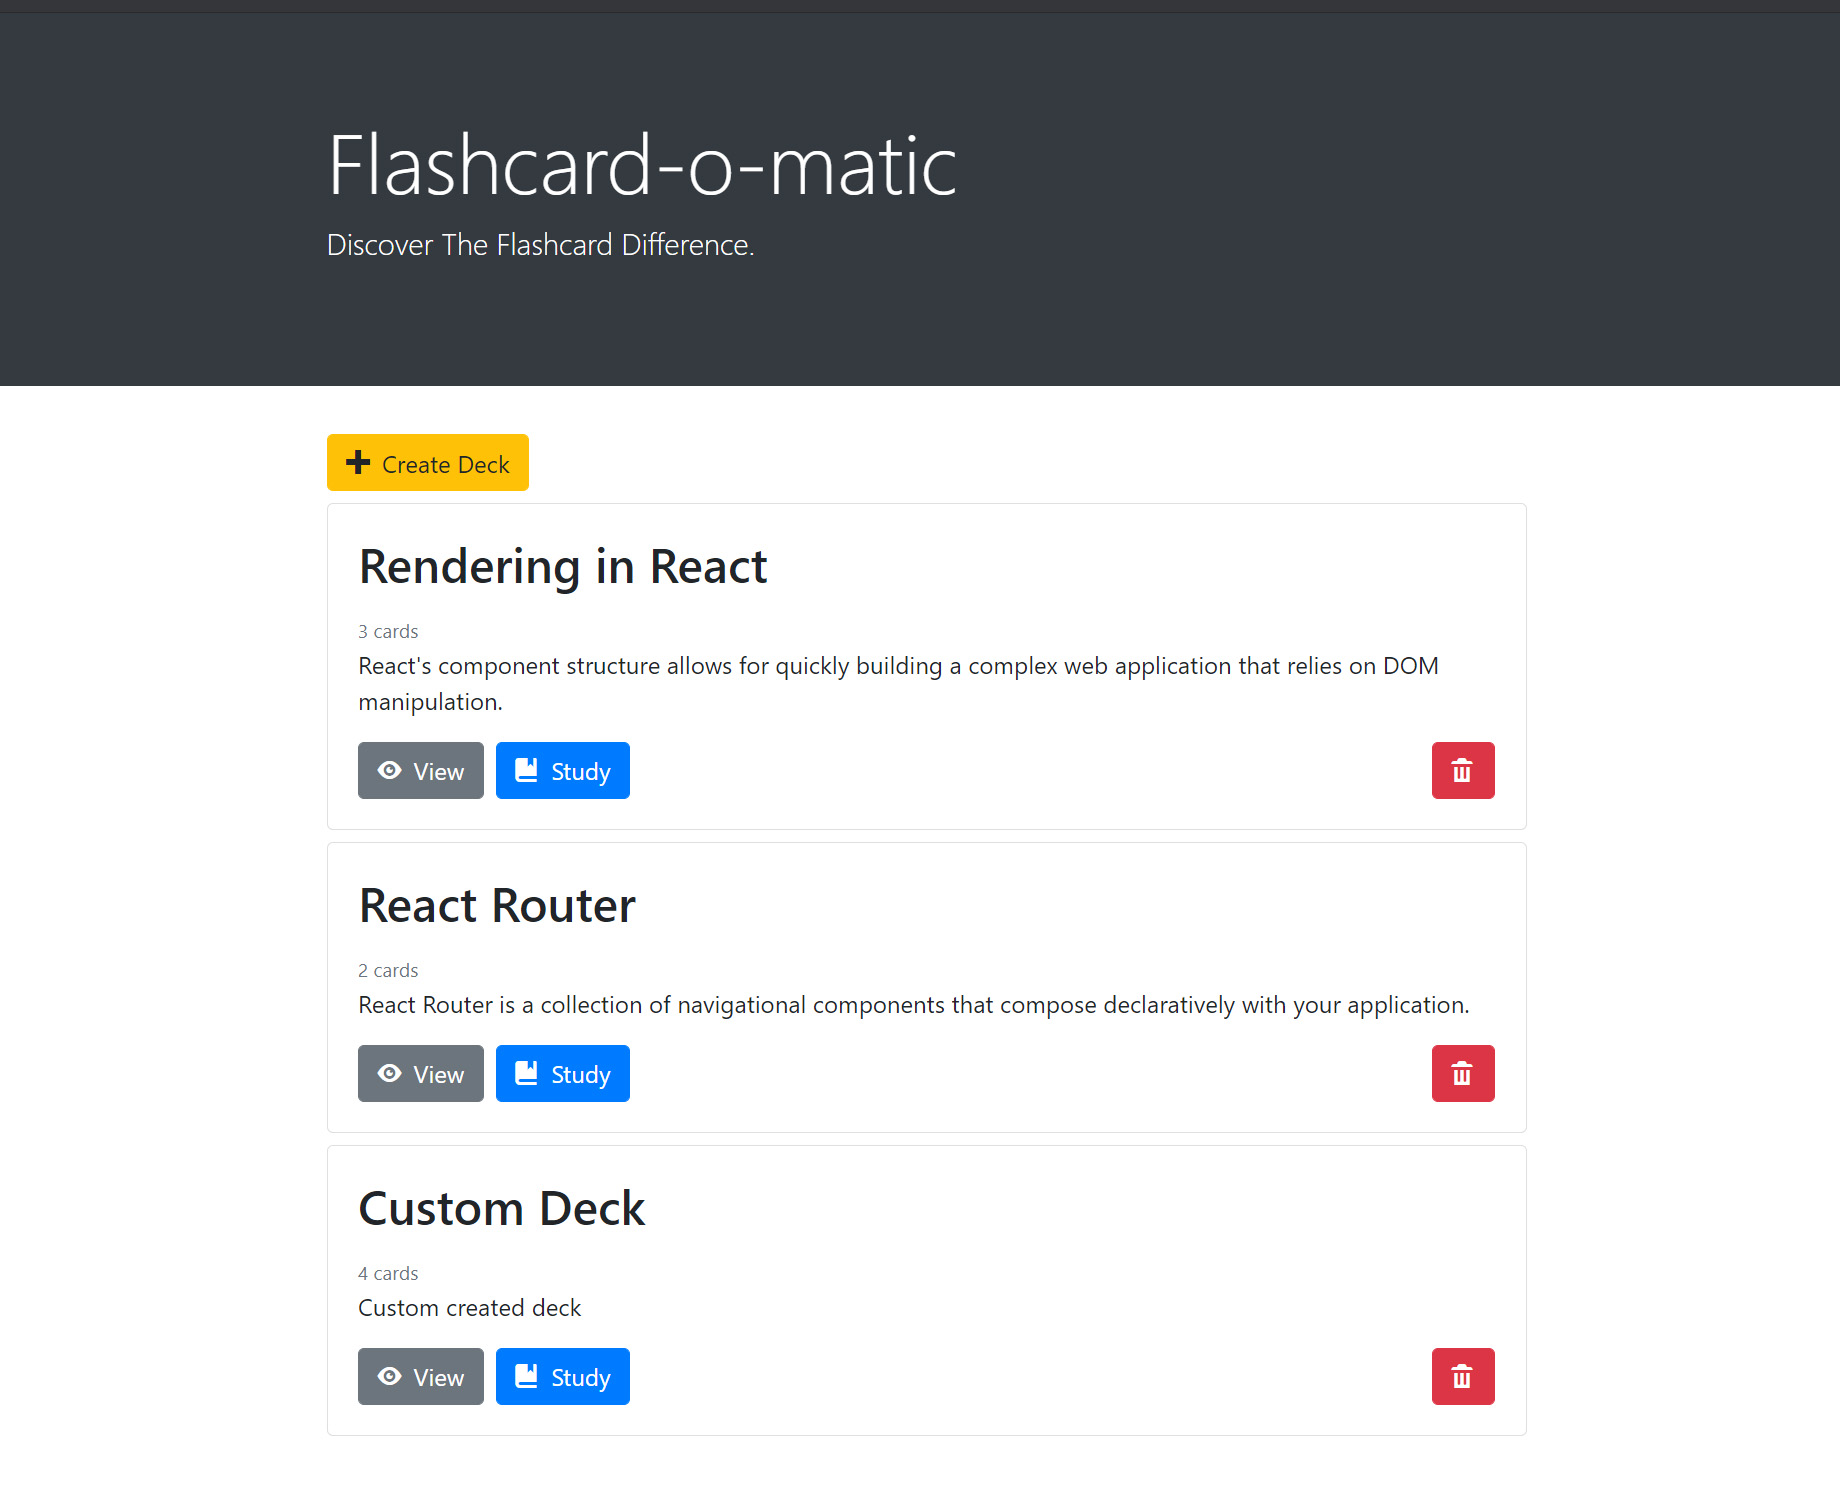 Flashcard-o-matic
Discover The Flashcard Difference.
Create Deck
Rendering in React
3 cards
React's component structure allows for quickly building a complex web application that relies on DOM
manipulation.
View Study
React Router
2 cards
React Router is a collection of navigational components that compose declaratively with your application.
View Study
Custom Deck
4 cards
Custom created deck
View Study